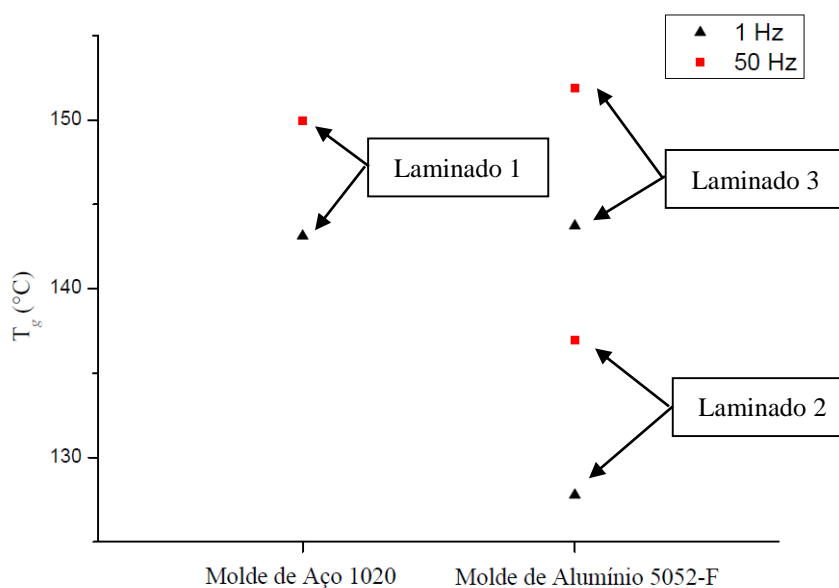 1 Hz
50 Hz
150
140
130
T g (°C)
Laminado 1
Laminado 3
Laminado 2
Molde de Aço 1020
Molde de Alumínio 5052-F